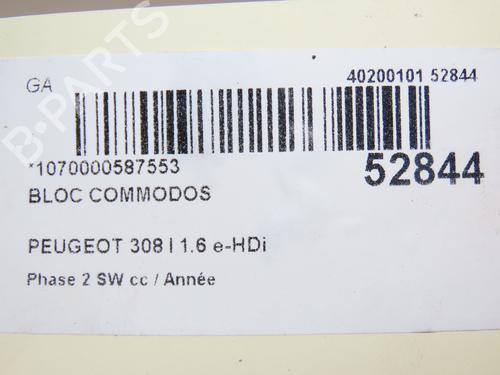 GA
40200101 52844
*1070000587553
52844
BLOC COMMODOS
PEUGEOT 308 I 1.6 e-HDi
Phase 2 SW cc / Année
B-PARTS